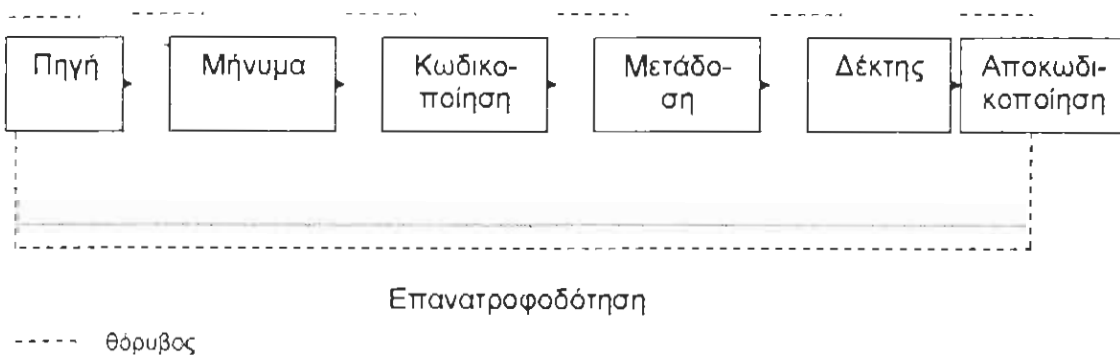 Πηγή
Μήνυμα
Κωδικο-
ποίηση
Μετάδο-
ση
Δέκτης
Αποκωδι-
κοποίηση
Επανατροφοδότηση
θόρυβος